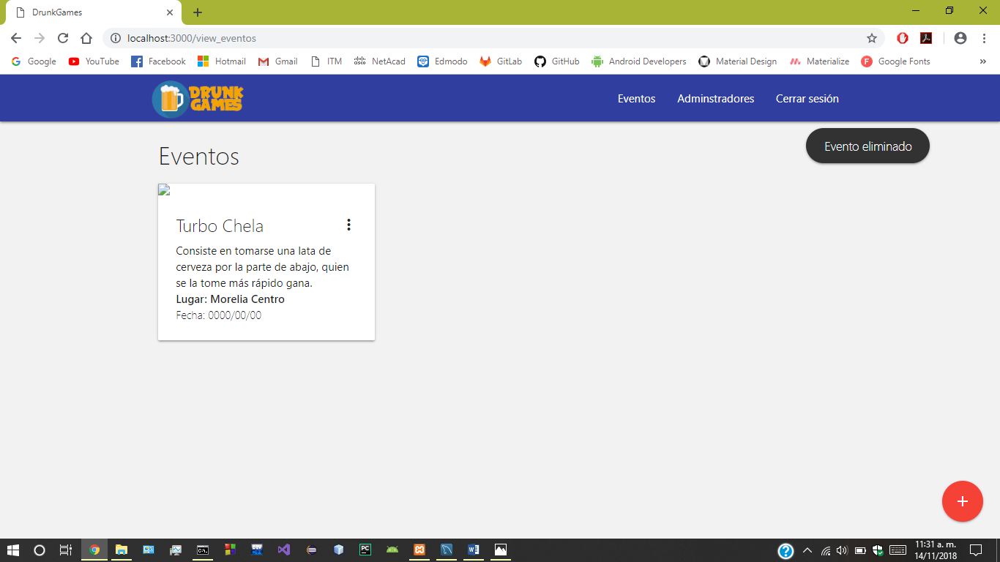 DrunkGames
localhost:3000/view_eventos
Google YouTube Facebook Hotmail Gmail ITM NetAcad Edmodo GitLab GitHub Android Developers Material Design Materialize Google Fonts »
DRUNK
GAMES
Eventos Adminstradores Cerrar sesión
Evento eliminado
Eventos
Turbo Chela
Consiste en tomarse una lata de
cerveza por la parte de abajo, quien
se la tome más rápido gana.
Lugar: Morelia Centro
Fecha: 0000/00/00
11:31 a. m.
14/11/2018